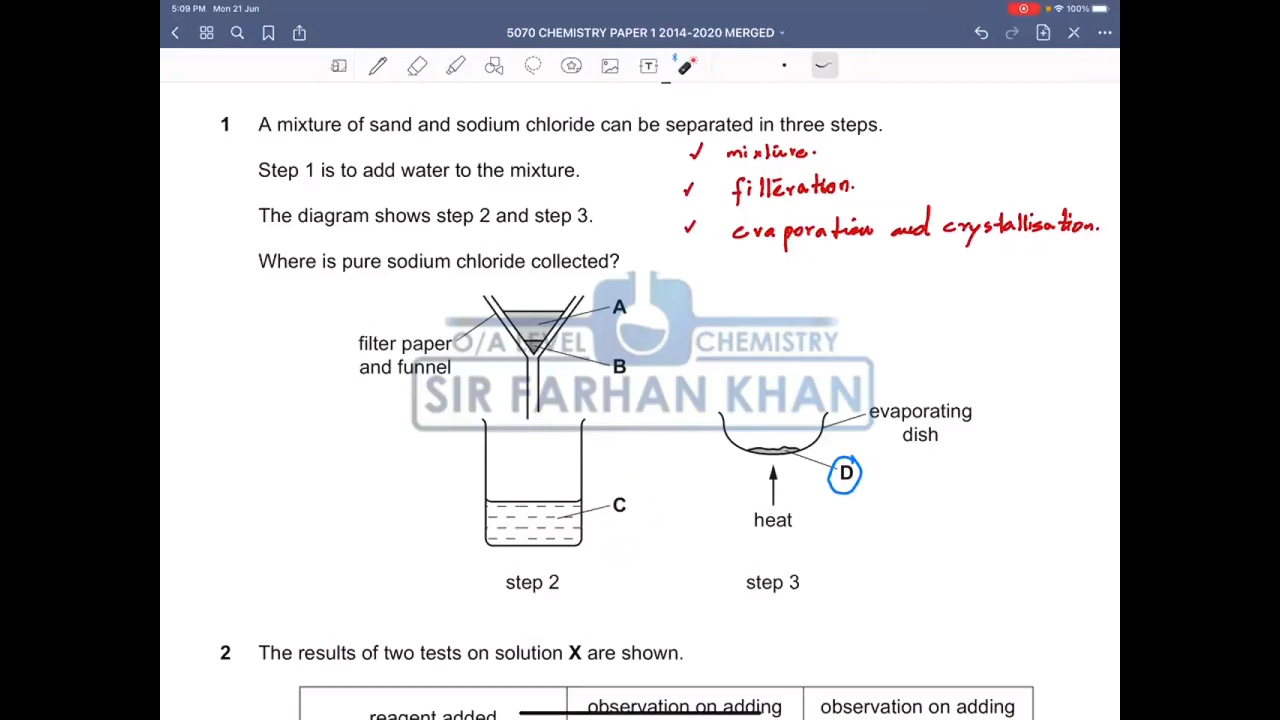 5:09 PM Mon 21 Jun
100%
5070 CHEMISTRY PAPER 1 2014-2020 MERGED
1 A mixture of sand and sodium chloride can be separated in three steps.
✓ mixture.
Step 1 is to add water to the mixture.
✓ filteration.
The diagram shows step 2 and step 3.
✓ evaporation and crystallisation.
Where is pure sodium chloride collected?
A
filter paper
and funnel
B
O/A LEVEL CHEMISTRY
SIR FARHAN KHAN
evaporating
dish
D
C
heat
step 2
step 3
2 The results of two tests on solution X are shown.
reagent added
observation on adding
observation on adding